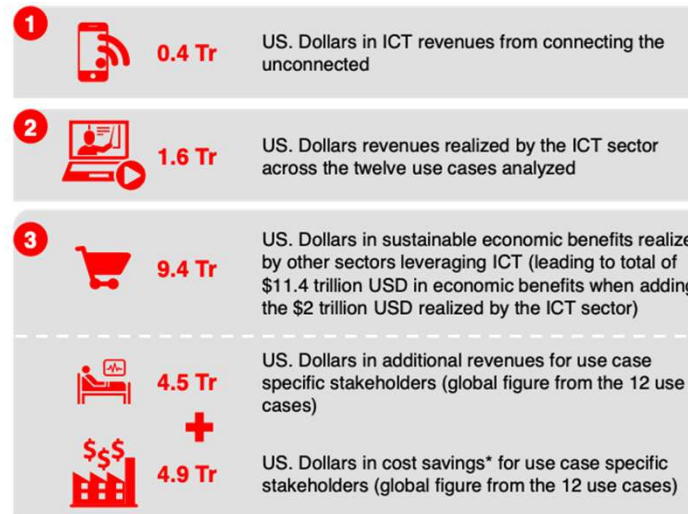 1
0.4 Tr
US. Dollars in ICT revenues from connecting the
unconnected
2
1.6 Tr
US. Dollars revenues realized by the ICT sector
across the twelve use cases analyzed
3
9.4 Tr
US. Dollars in sustainable economic benefits realize
by other sectors leveraging ICT (leading to total of
$11.4 trillion USD in economic benefits when adding
the $2 trillion USD realized by the ICT sector)
4.5 Tr
US. Dollars in additional revenues for use case
specific stakeholders (global figure from the 12 use
cases)
$$$
4.9 Tr
US. Dollars in cost savings* for use case specific
stakeholders (global figure from the 12 use cases)